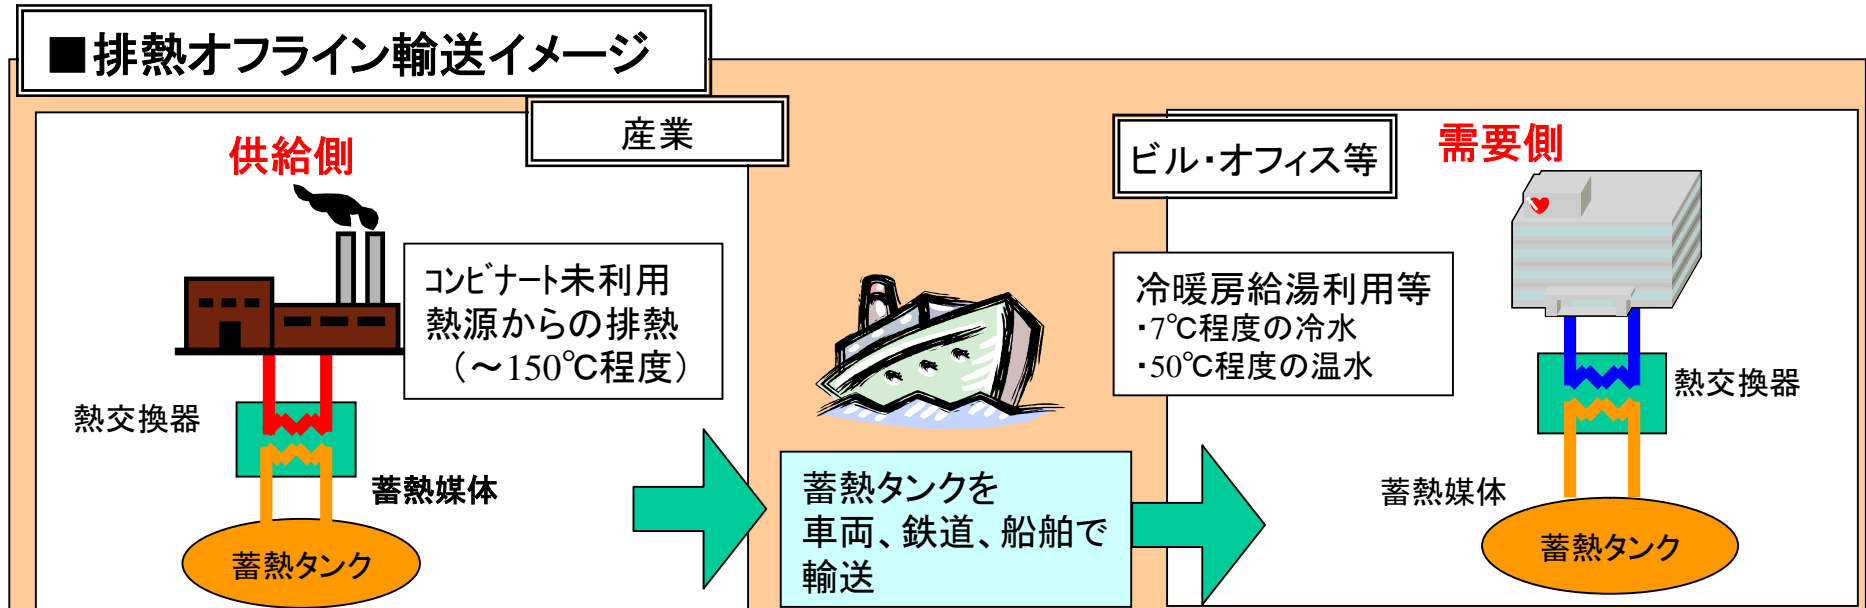 ■排熱オフライン輸送イメージ
産業
供給側
コンビナート未利用
熱源からの排熱
（～150℃程度）
熱交換器
蓄熱媒体
蓄熱タンク
蓄熱タンクを
車両、鉄道、船舶で
輸送
ビル・オフィス等
需要側
冷暖房給湯利用等
・7℃程度の冷水
・50℃程度の温水
熱交換器
蓄熱媒体
蓄熱タンク